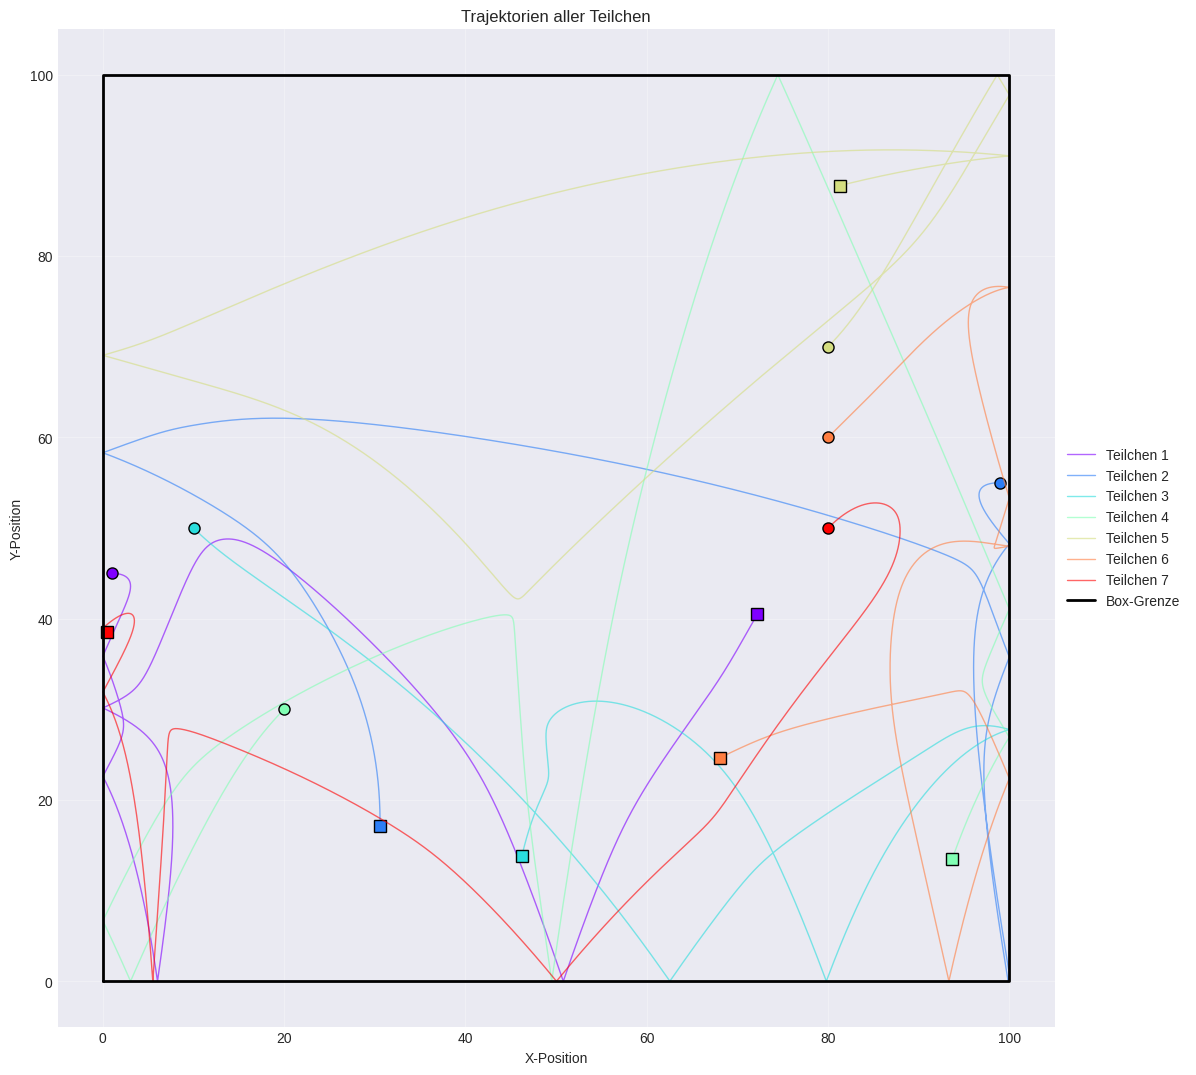 Trajektorien aller Teilchen
Y-Position
100
80
60
40
20
0
0 20 40 60 80 100
X-Position
Teilchen 1
Teilchen 2
Teilchen 3
Teilchen 4
Teilchen 5
Teilchen 6
Teilchen 7
Box-Grenze